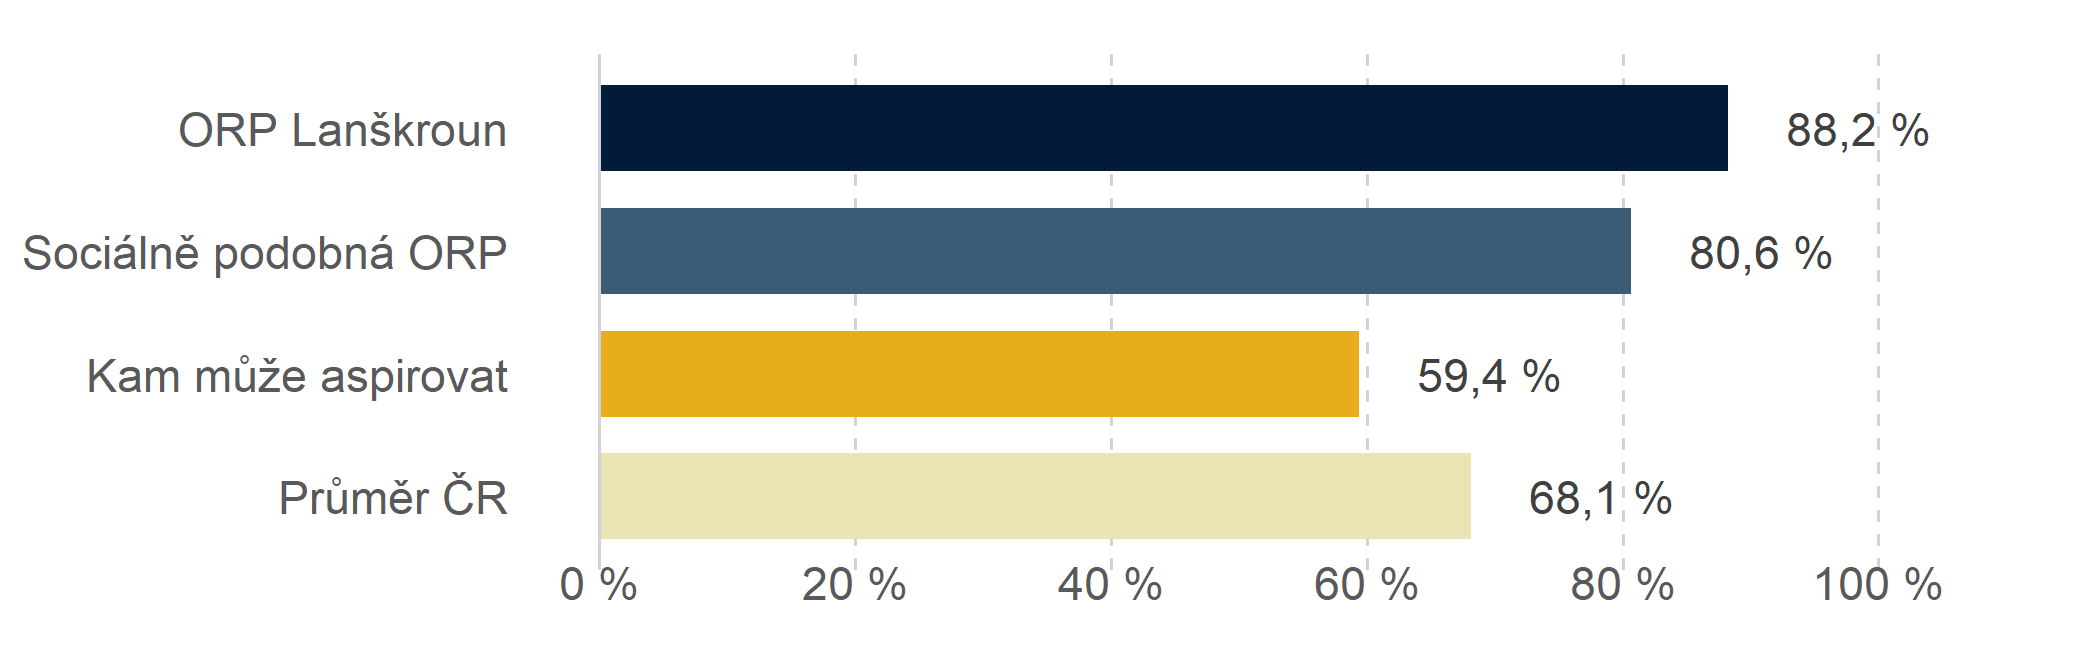 ORP Lanškroun 88,2 %
Sociálně podobná ORP 80,6 %
Kam může aspirovat 59,4 %
Průměr ČR 68,1 %
0 % 20 % 40 % 60 % 80 % 100 %